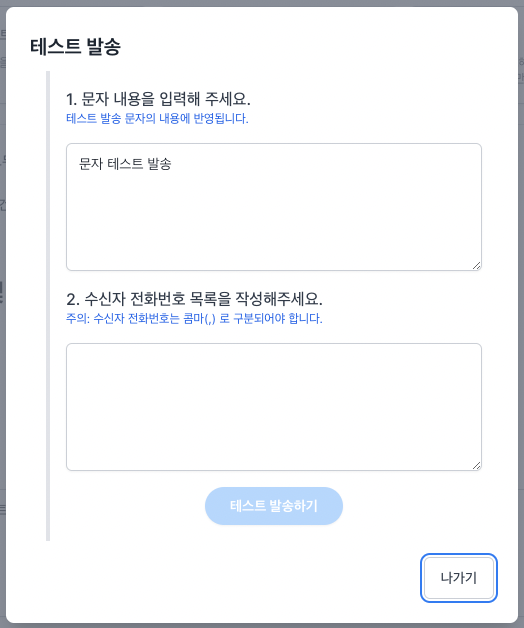 테스트 발송
1. 문자 내용을 입력해 주세요.
테스트 발송 문자의 내용에 반영됩니다.
문자 테스트 발송
2. 수신자 전화번호 목록을 작성해주세요.
주의: 수신자 전화번호는 콤마(,) 로 구분되어야 합니다.
테스트 발송하기
나가기